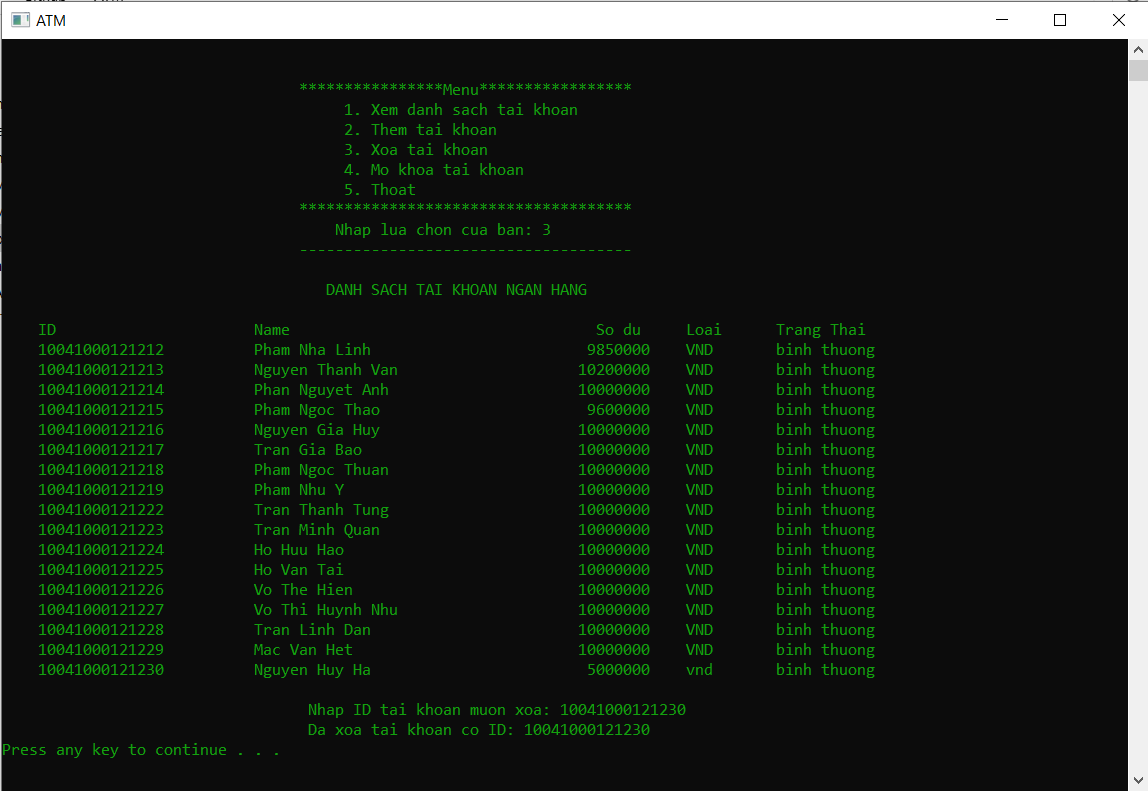 ATM
****************Menu*****************
1. Xem danh sach tai khoan
2. Them tai khoan
3. Xoa tai khoan
4. Mo khoa tai khoan
5. Thoat
*************************************
Nhap lua chon cua ban: 3
-------------------------------------
DANH SACH TAI KHOAN NGAN HANG
ID Name So du Loai Trang Thai
10041000121212 Pham Nha Linh 9850000 VND binh thuong
10041000121213 Nguyen Thanh Van 10200000 VND binh thuong
10041000121214 Phan Nguyet Anh 10000000 VND binh thuong
10041000121215 Pham Ngoc Thao 9600000 VND binh thuong
10041000121216 Nguyen Gia Huy 10000000 VND binh thuong
10041000121217 Tran Gia Bao 10000000 VND binh thuong
10041000121218 Pham Ngoc Thuan 10000000 VND binh thuong
10041000121219 Pham Nhu Y 10000000 VND binh thuong
10041000121222 Tran Thanh Tung 10000000 VND binh thuong
10041000121223 Tran Minh Quan 10000000 VND binh thuong
10041000121224 Ho Huu Hao 10000000 VND binh thuong
10041000121225 Ho Van Tai 10000000 VND binh thuong
10041000121226 Vo The Hien 10000000 VND binh thuong
10041000121227 Vo Thi Huynh Nhu 10000000 VND binh thuong
10041000121228 Tran Linh Dan 10000000 VND binh thuong
10041000121229 Mac Van Het 10000000 VND binh thuong
10041000121230 Nguyen Huy Ha 5000000 vnd binh thuong
Nhap ID tai khoan muon xoa: 10041000121230
Da xoa tai khoan co ID: 10041000121230
Press any key to continue . . .